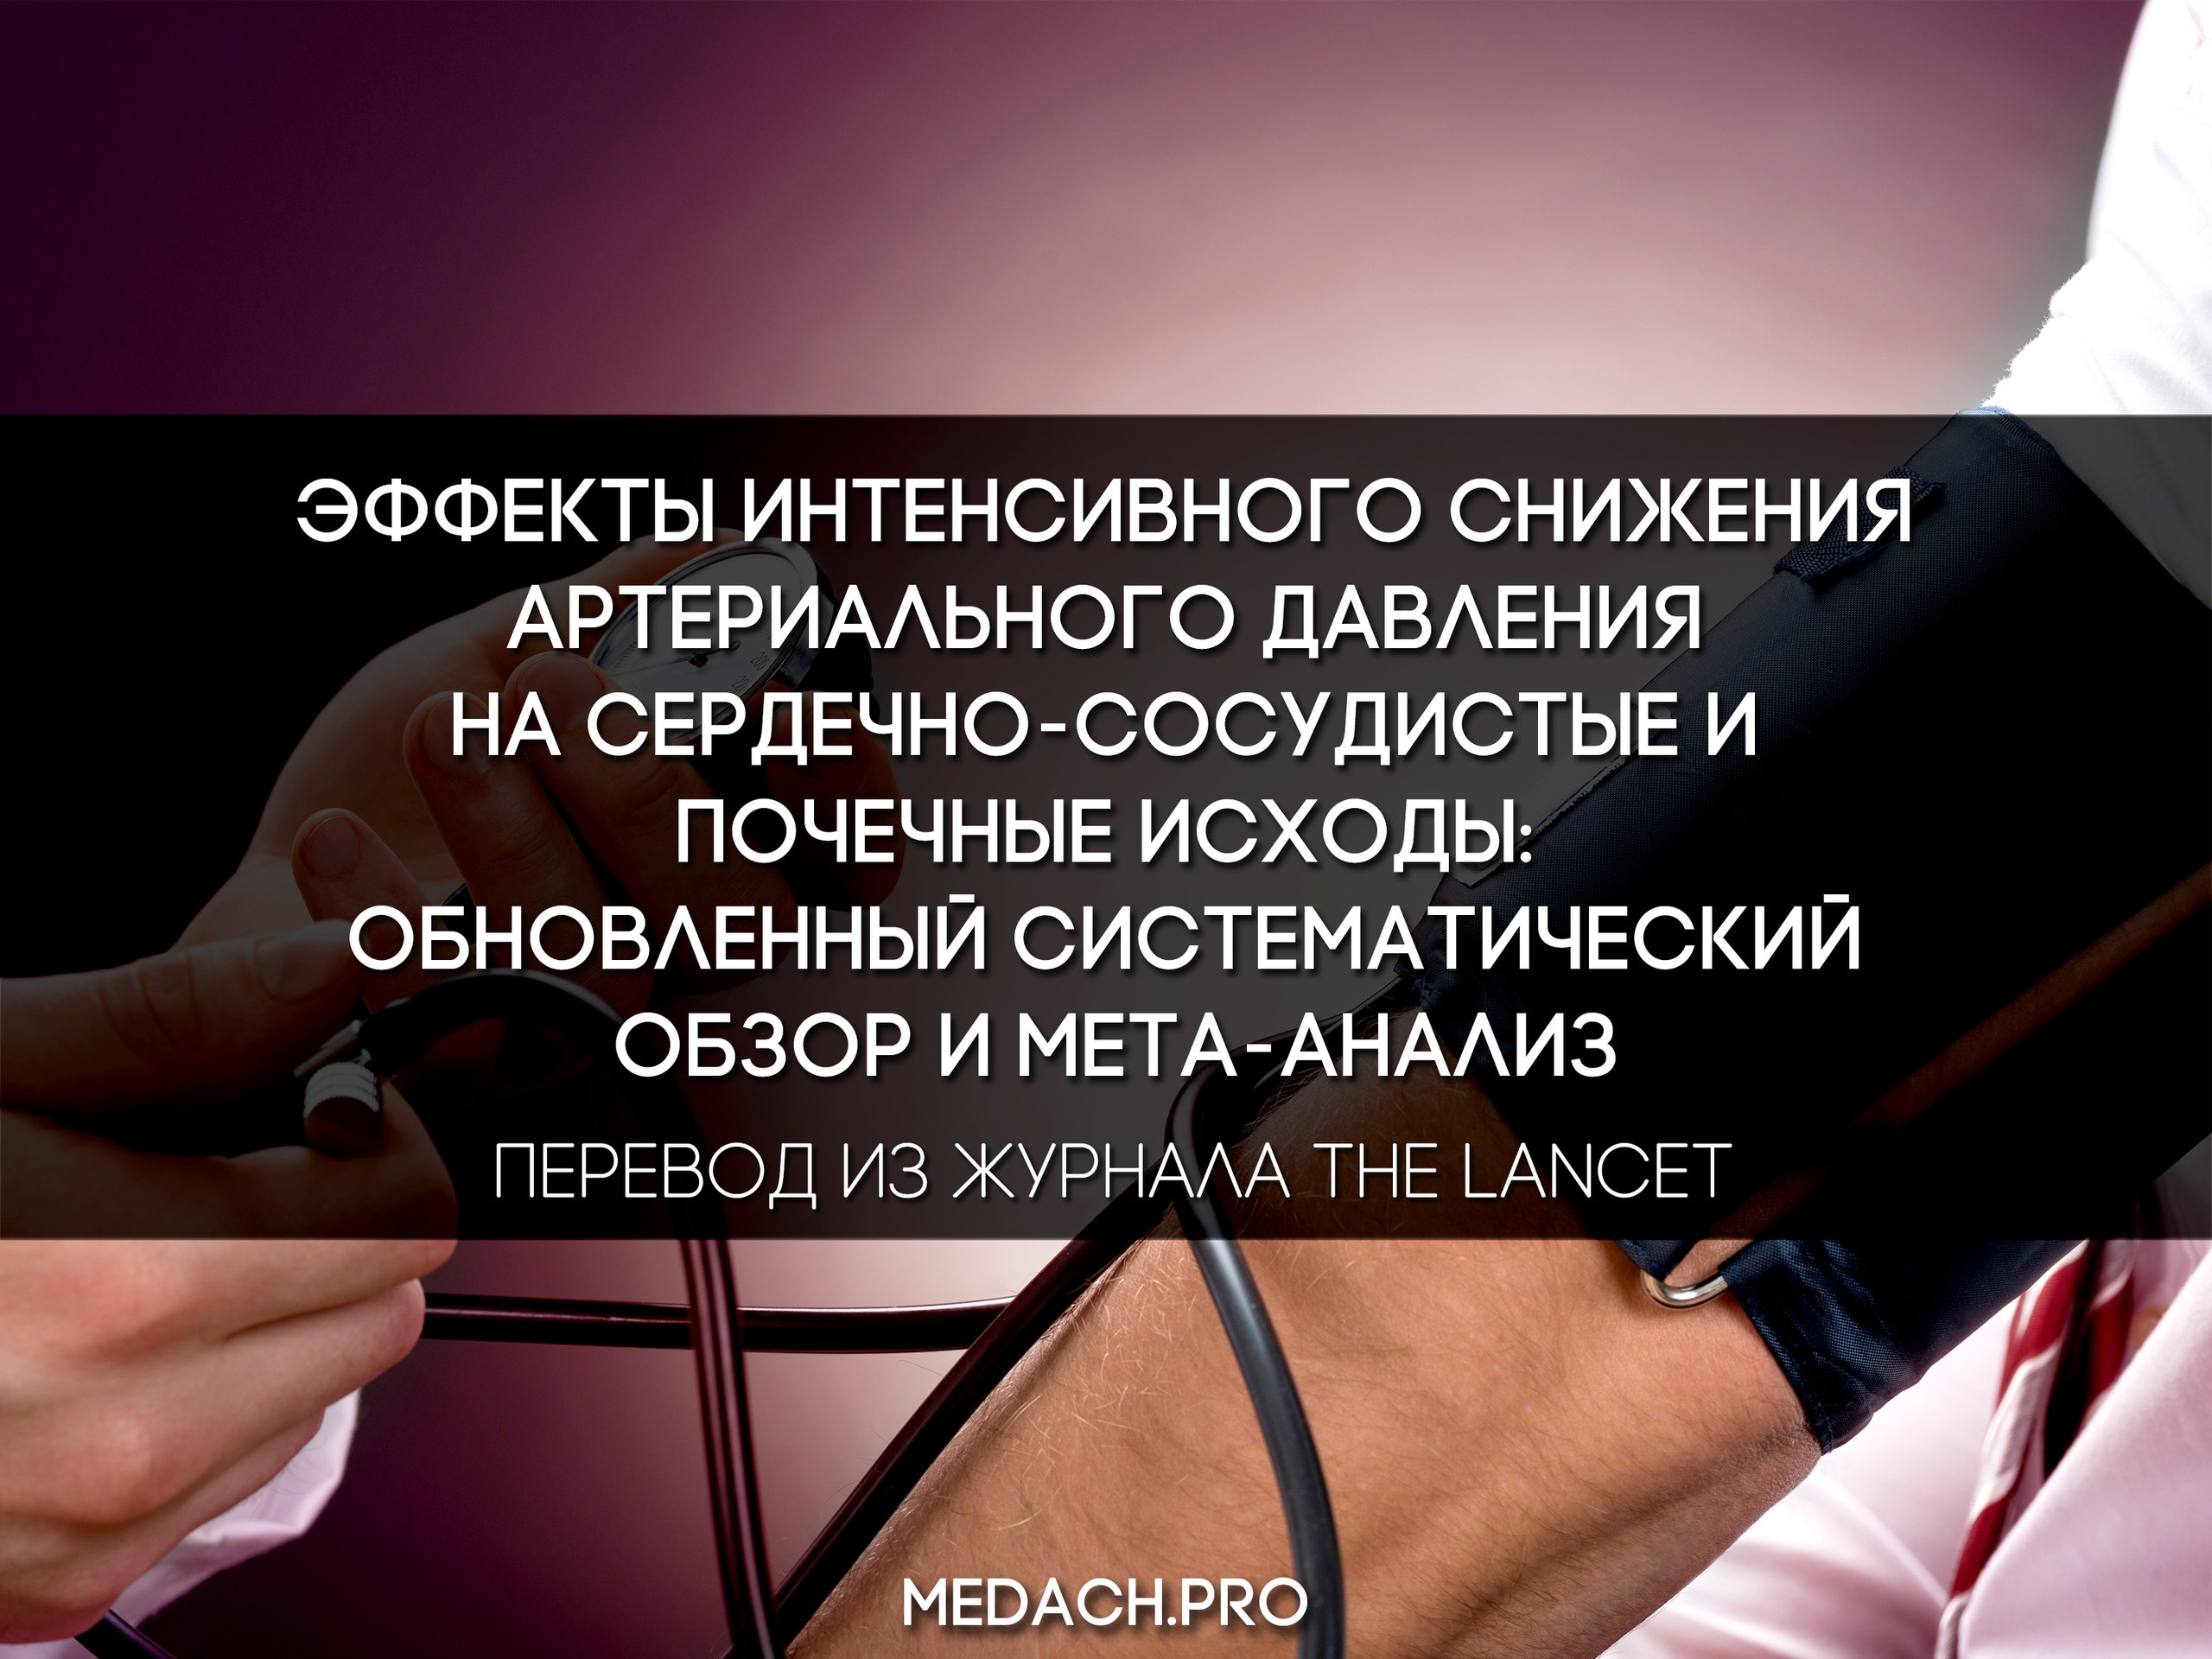 ЭФФЕКТЫ ИНТЕНСИВНОГО СНИЖЕНИЯ
АРТЕРИАЛЬНОГО ДАВЛЕНИЯ
НА СЕРДЕЧНО-СОСУДИСТЫЕ И
ПОЧЕЧНЫЕ ИСХОДЫ:
ОБНОВЛЕННЫЙ СИСТЕМАТИЧЕСКИЙ
ОБЗОР И МЕТА-АНАЛИЗ
ПЕРЕВОД ИЗ ЖУРНАЛА THE LANCET
MEDACH.PRO